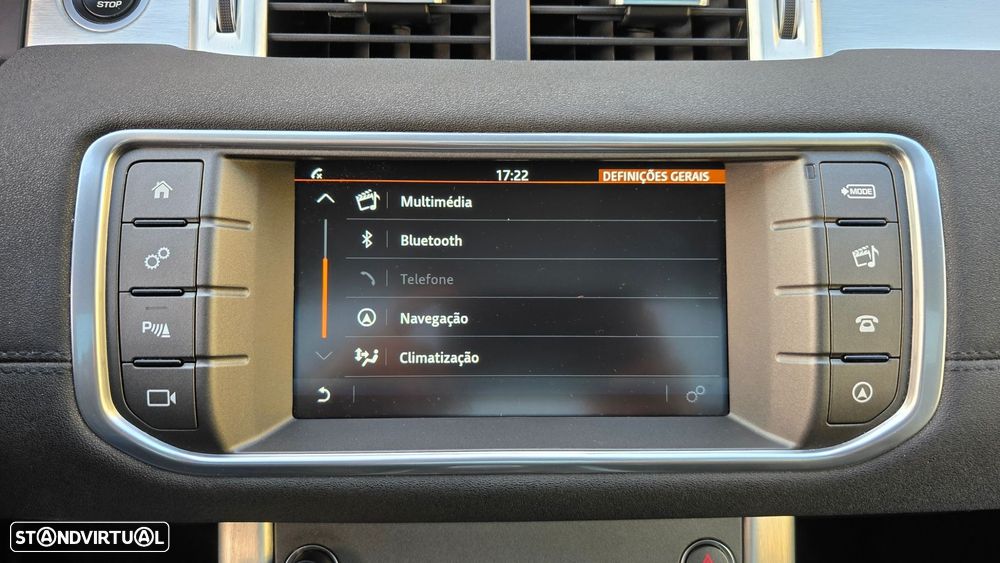 STOP
17:22 DEFINIÇÕES GERAIS
Multimédia
Bluetooth
Telefone
Navegação
Climatização
MODE
P
STANDVIRTUAL